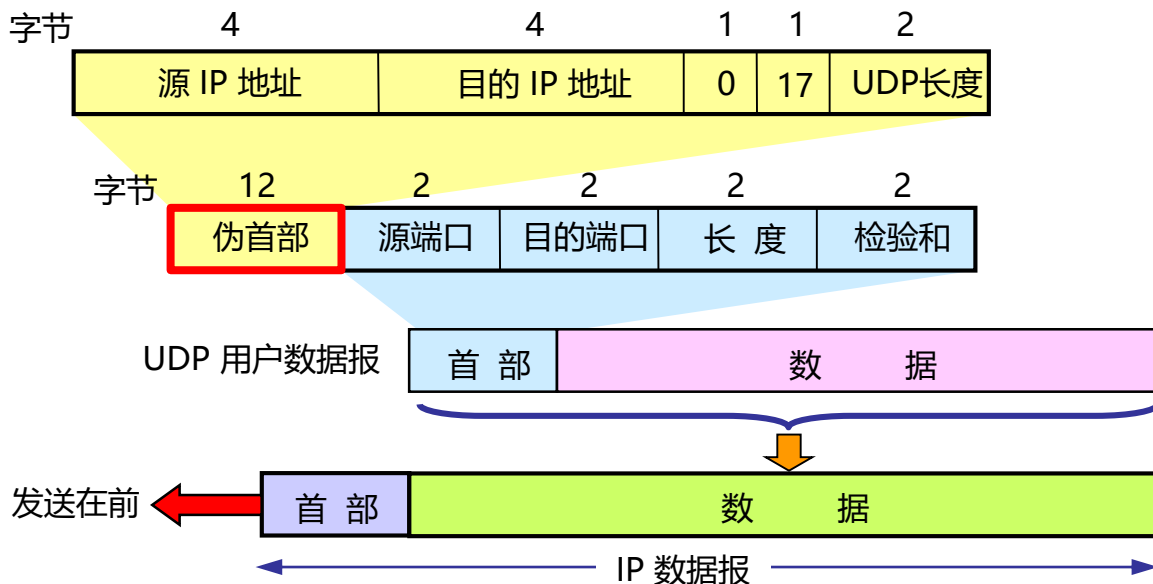 字节 4 4 1 1 2
源 IP 地址 目的 IP 地址 0 17 UDP长度
字节 12 2 2 2 2
伪首部 源端口 目的端口 长 度 检验和
UDP 用户数据报 首 部 数 据
发送在前 首 部 数 据
IP 数据报